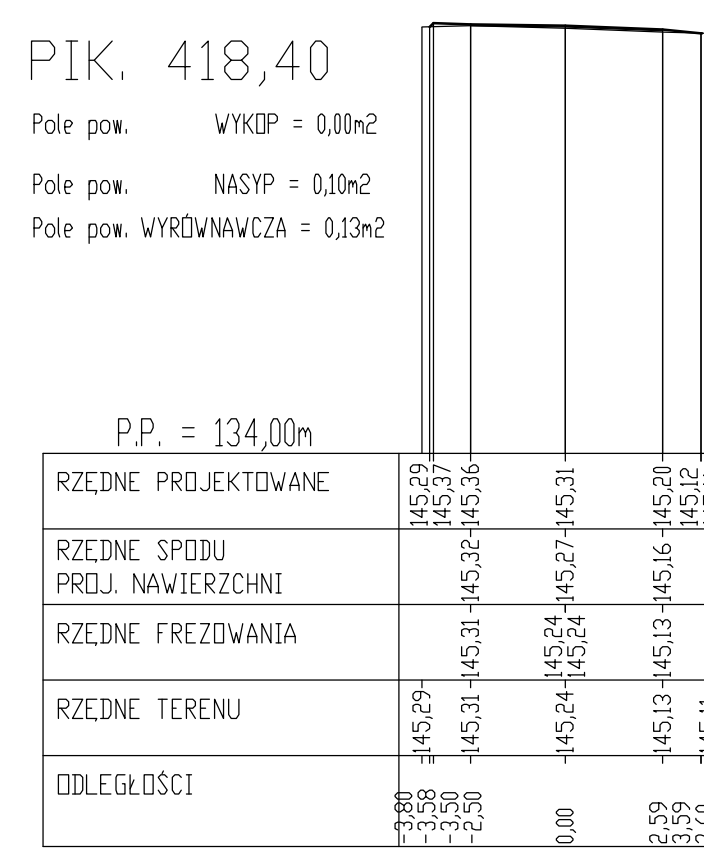 PIK. 418,40
Pole pow. WYKOP = 0,00m2
Pole pow. NASYP = 0,10m2
Pole pow. WYRÓWNAWCZA = 0,13m2
P.P. = 134,00m
RZĘDNE PROJEKTOWANE 145,29 145,37 145,36 145,31 145,20 145,12
RZĘDNE SPODU
PROJ. NAWIERZCHNI 145,32 145,27 145,16
RZĘDNE FREZOWANIA 145,31 145,24 145,24 145,13
RZĘDNE TERENU 145,29 145,31 145,24 145,13
ODLEGŁOŚCI -3,80 -3,58 -3,50 -2,50 0,00 2,59 3,59